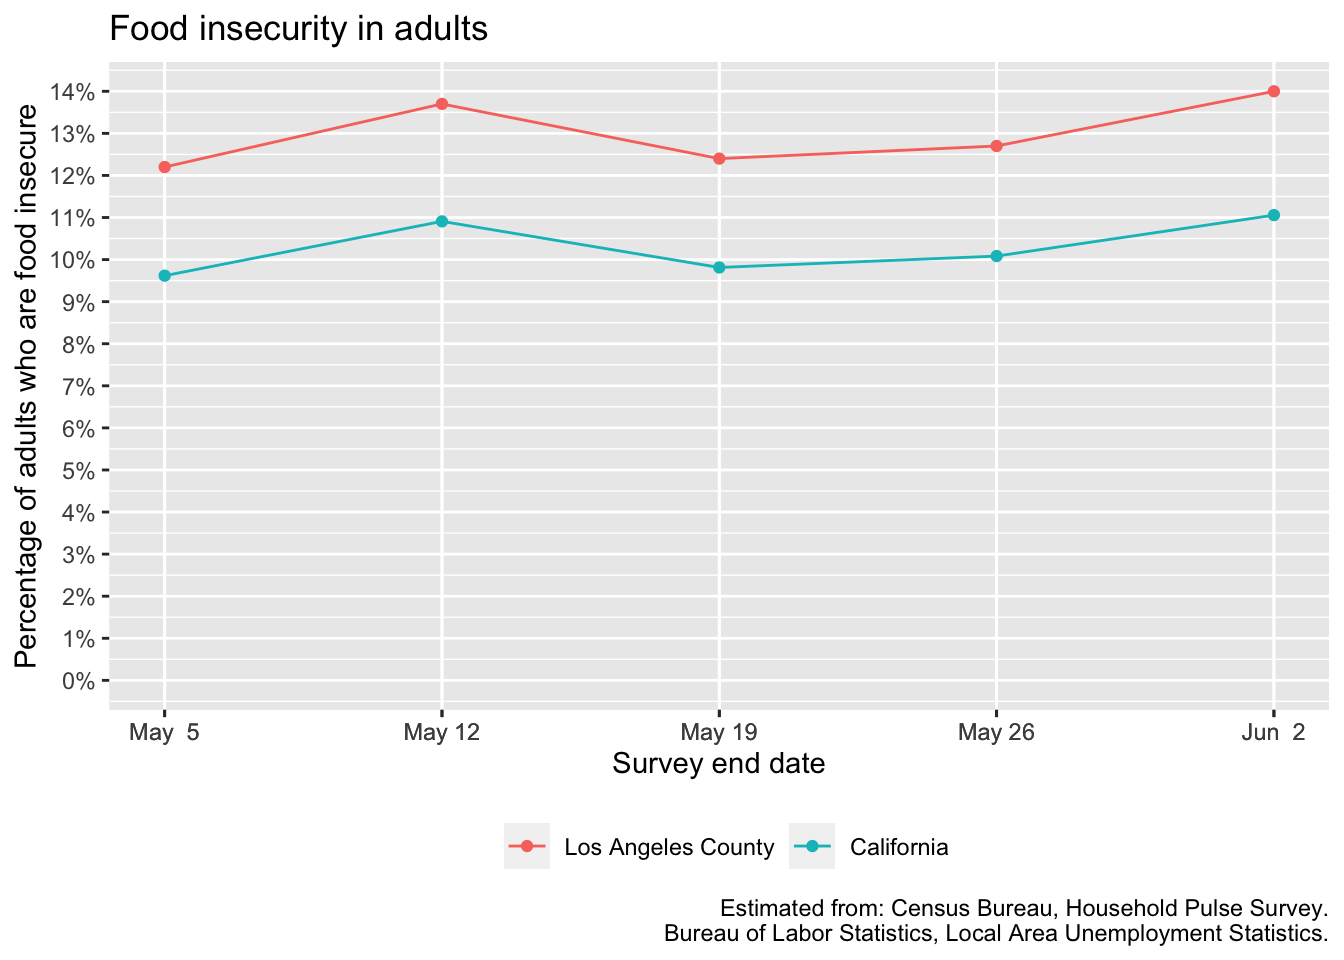 Food insecurity in adults
Percentage of adults who are food insecure
14%
13%
12%
11%
10%
9%
8%
7%
6%
5%
4%
3%
2%
1%
0%
May  5 May 12 May 19 May 26 Jun  2
Survey end date
Los Angeles County California
Estimated from: Census Bureau, Household Pulse Survey.
Bureau of Labor Statistics, Local Area Unemployment Statistics.